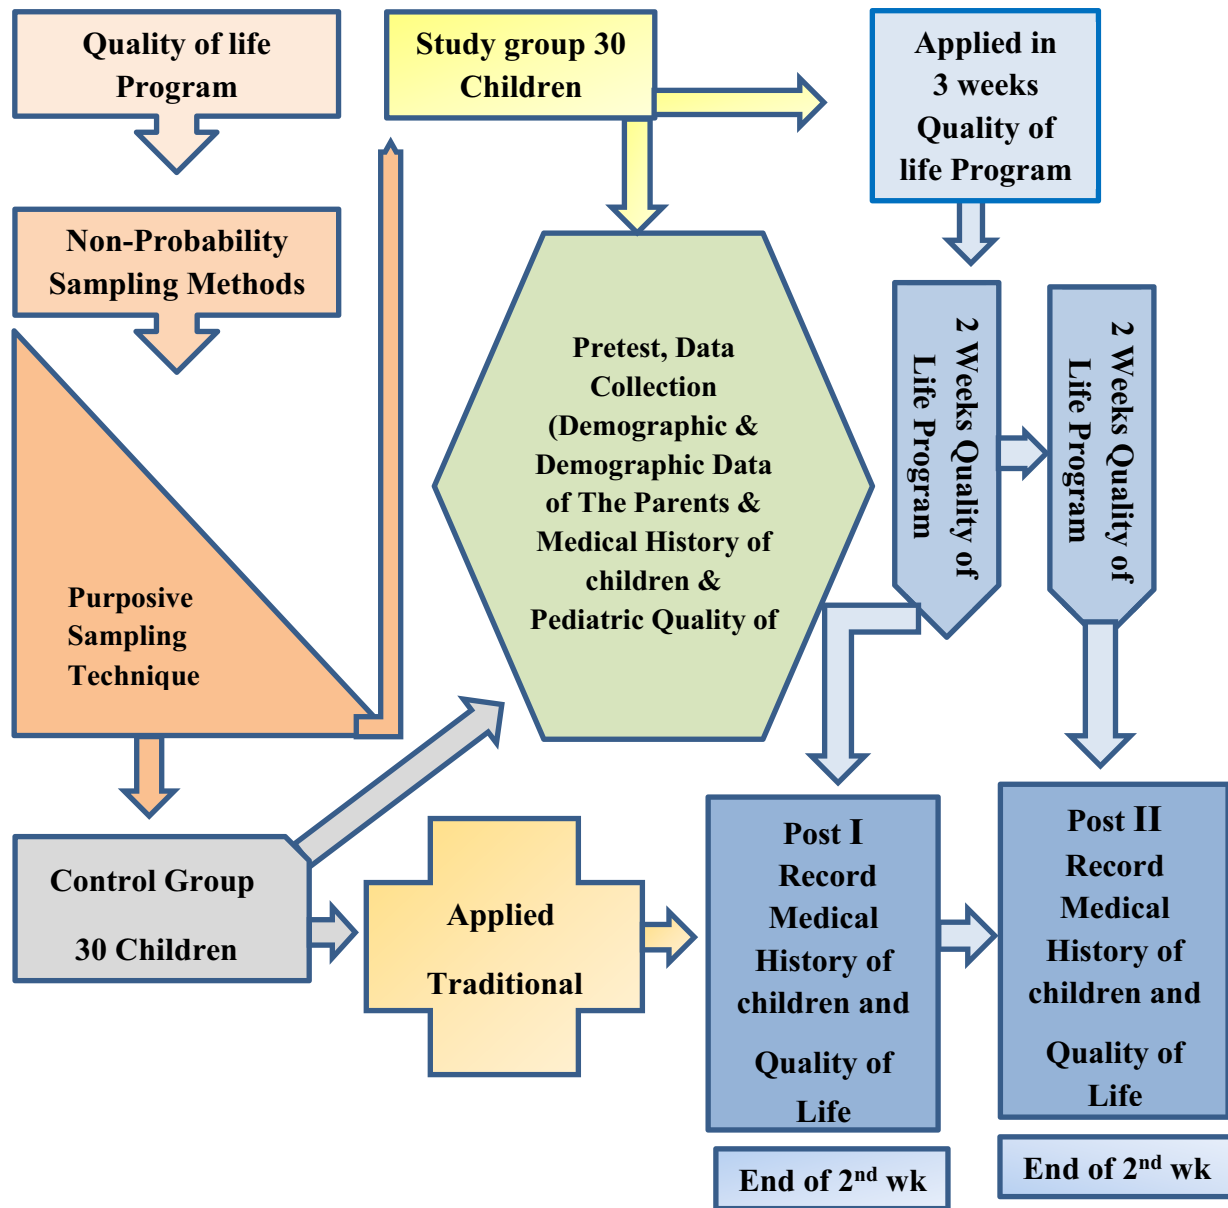 Quality of life
Program
Non-Probability
Sampling Methods
Purposive
Sampling
Technique
Control Group
30 Children
Study group 30
Children
Pretest, Data
Collection
(Demographic &
Demographic Data
of The Parents &
Medical History of
children &
Pediatric Quality of
Applied
Traditional
Applied in
3 weeks
Quality of
life Program
2 Weeks Quality of
Life Program
2 Weeks Quality of
Life Program
Post I
Record
Medical
History of
children and
Quality of
Life
End of 2nd wk
Post II
Record
Medical
History of
children and
Quality of
Life
End of 2nd wk